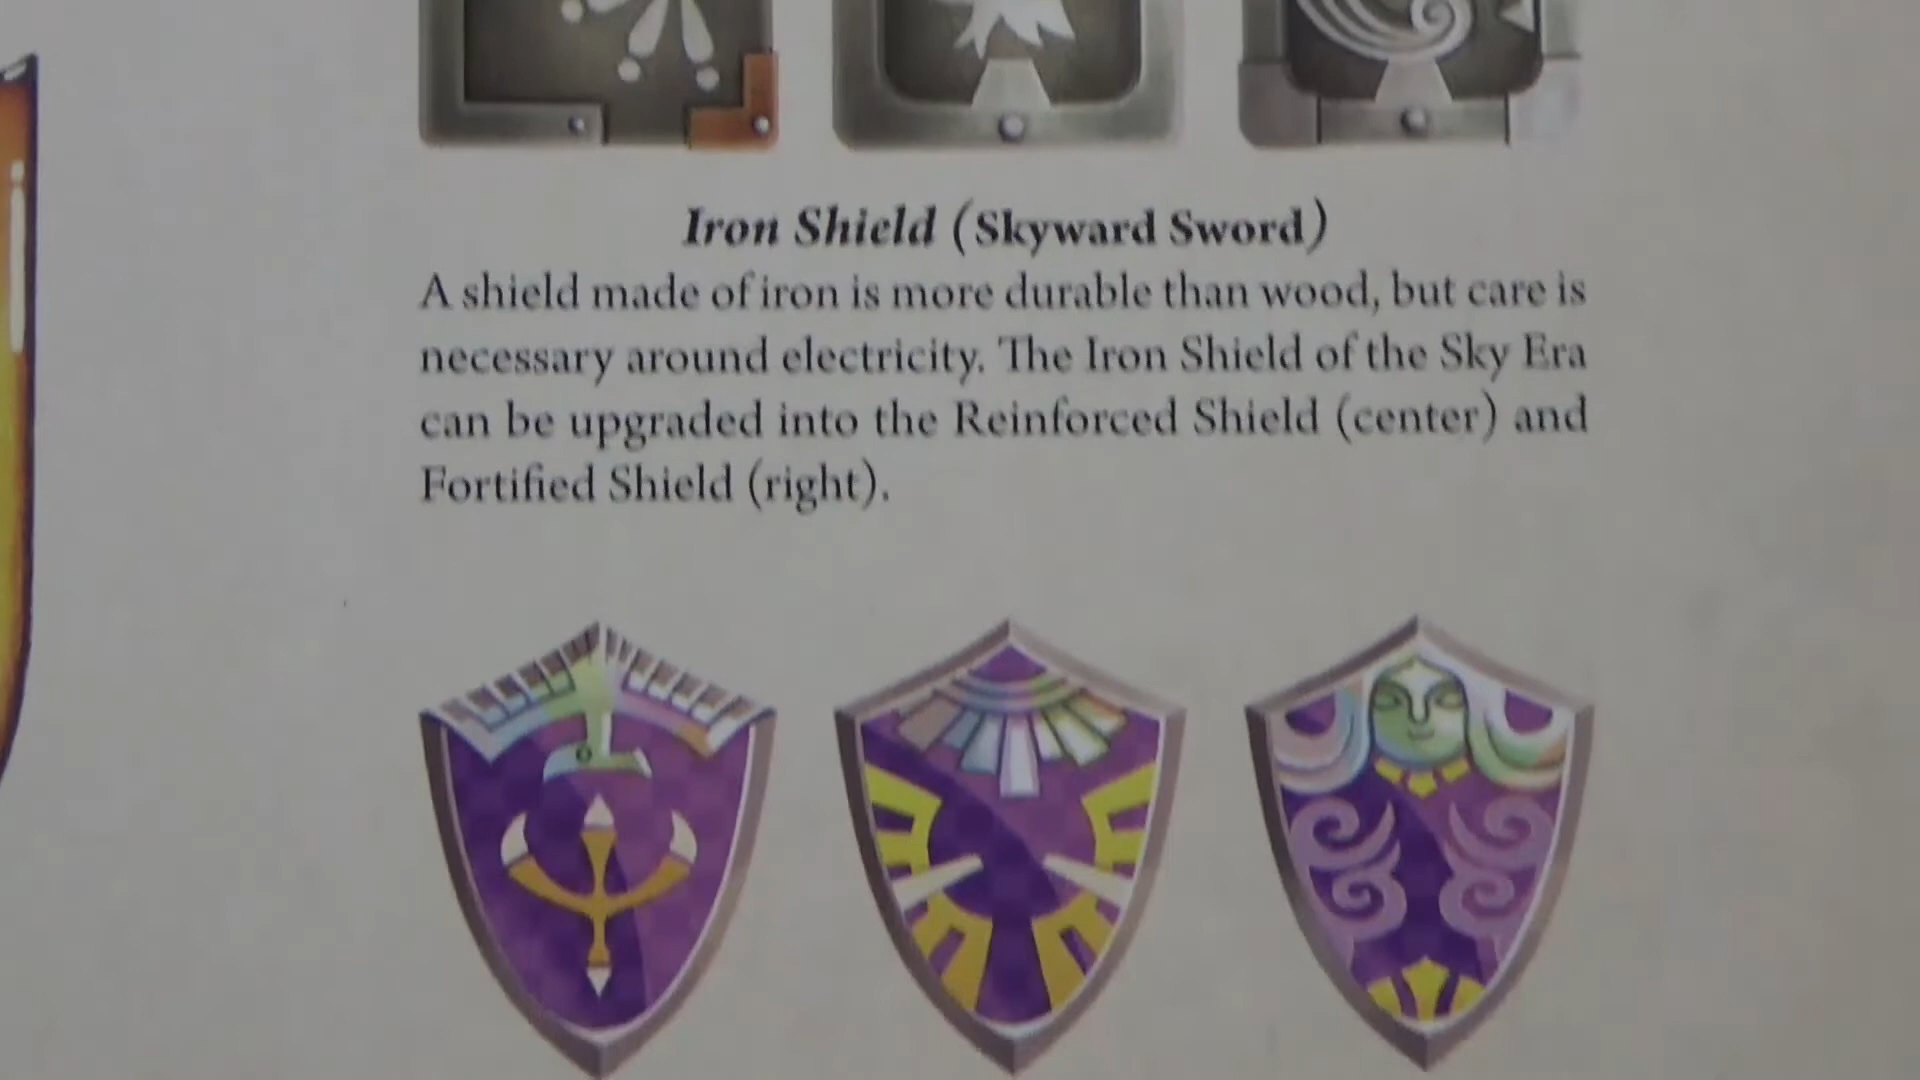 Iron Shield (Skyward Sword)
A shield made of iron is more durable than wood, but care is
necessary around electricity. The Iron Shield of the Sky Era
can be upgraded into the Reinforced Shield (center) and
Fortified Shield (right).